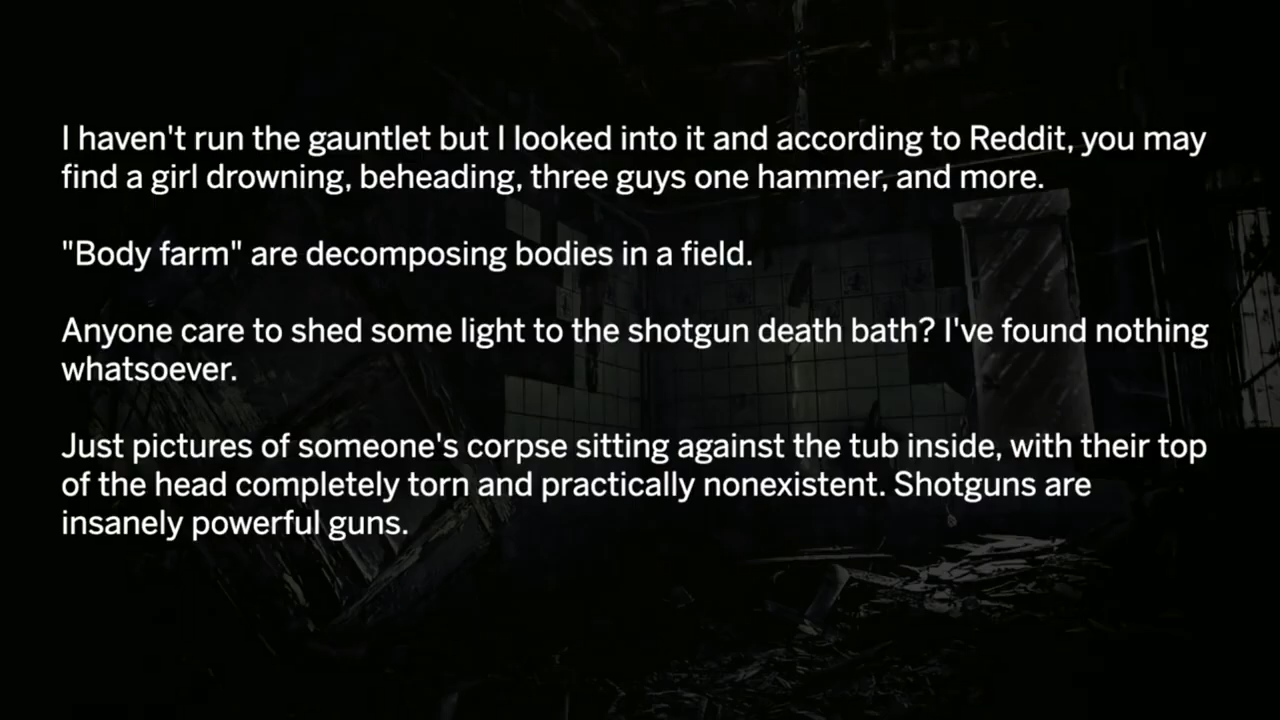 I haven't run the gauntlet but I looked into it and according to Reddit, you may
find a girl drowning, beheading, three guys one hammer, and more.
"Body farm" are decomposing bodies in a field.
Anyone care to shed some light to the shotgun death bath? I've found nothing
whatsoever.
Just pictures of someone's corpse sitting against the tub inside, with their top
of the head completely torn and practically nonexistent. Shotguns are
insanely powerful guns.